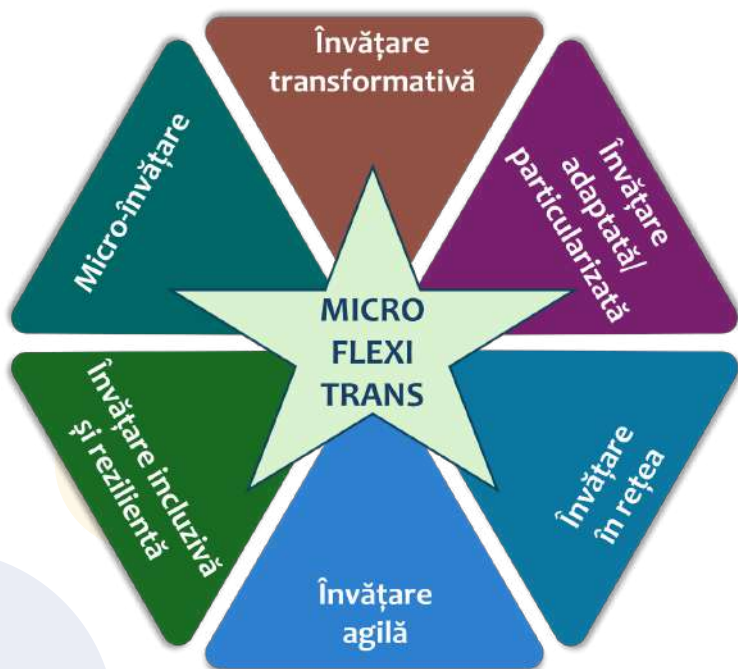 Învățare
transformativă
Învățare
adaptată/
particularizată
Învățare
în rețea
Învățare
agilă
Învățare incluzivă
și rezilientă
Micro-învățare
MICRO
FLEXI
TRANS